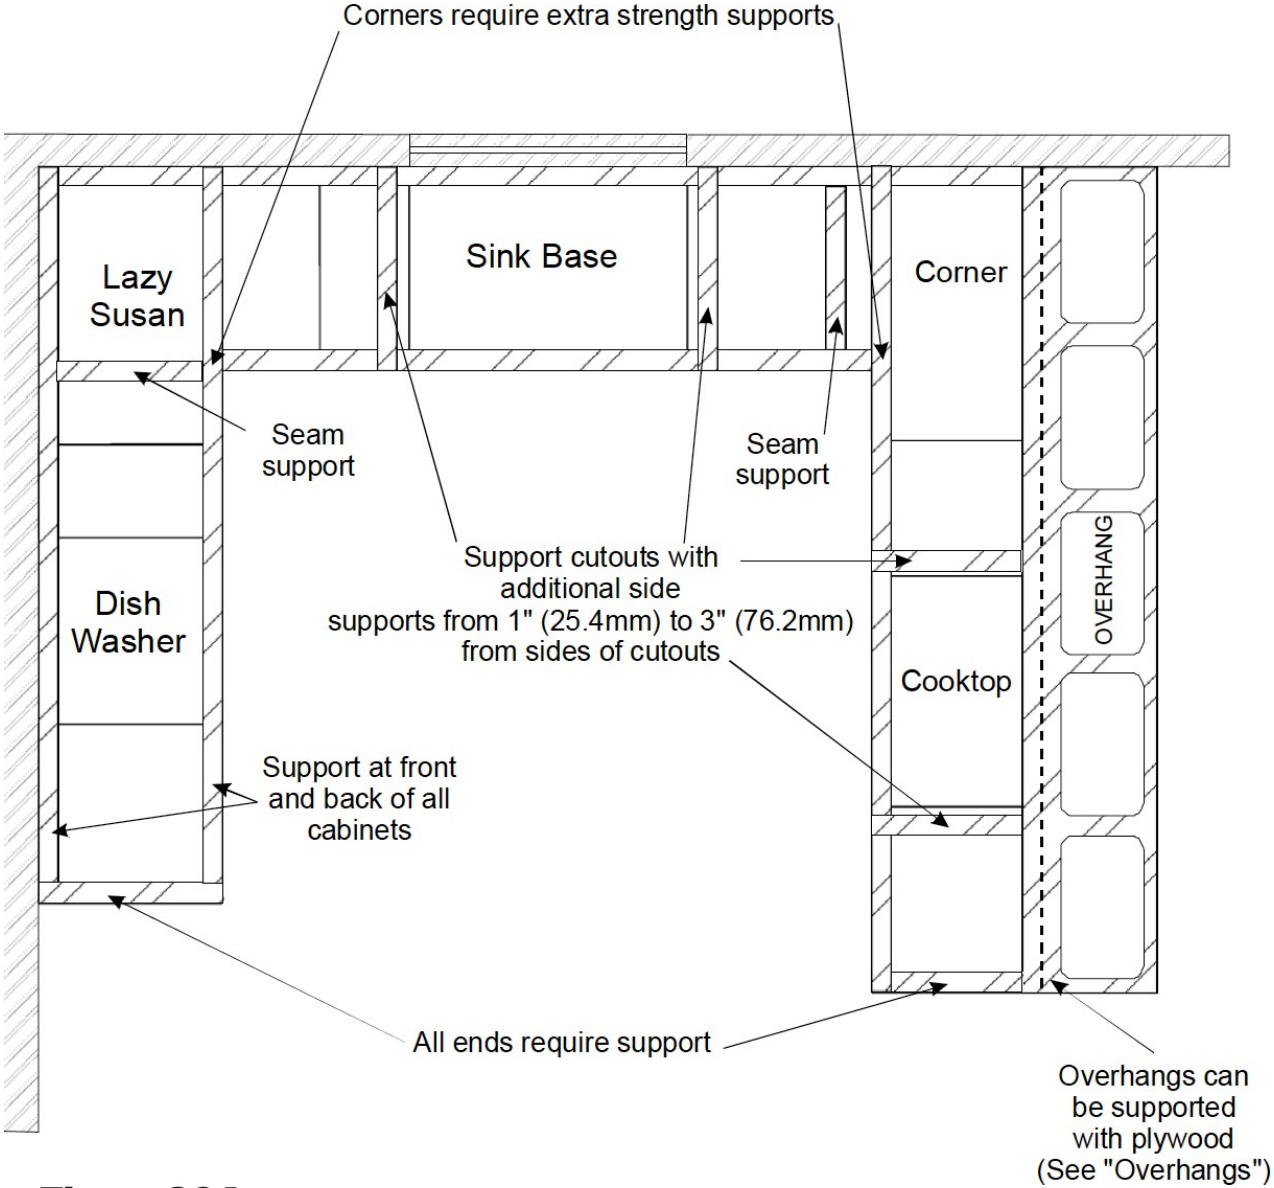 Corners require extra strength supports
Sink Base
Lazy
Susan
Corner
Seam
support
Seam
support
Support cutouts with
additional side
supports from 1" (25.4mm) to 3" (76.2mm)
from sides of cutouts
OVERHANG
Dish
Washer
Cooktop
Support at front
and back of all
cabinets
All ends require support
Overhangs can
be supported
with plywood
(See "Overhangs")